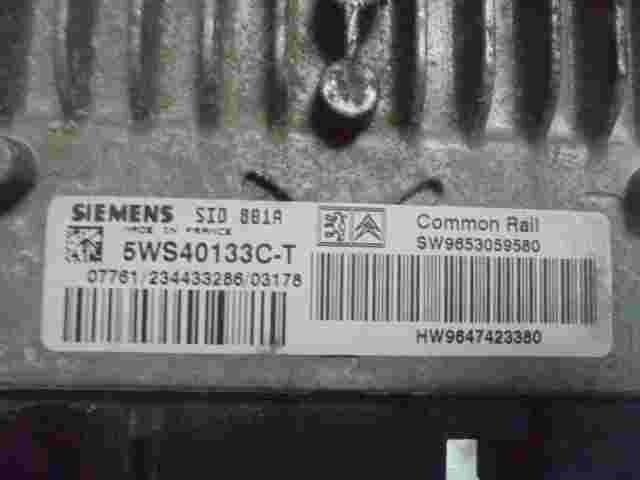 SIEMENS SID 801A
MADE IN FRANCE
5WS40133C-T
07761/234433286/03178
Common Rail
SW9653059580
HW9647423380